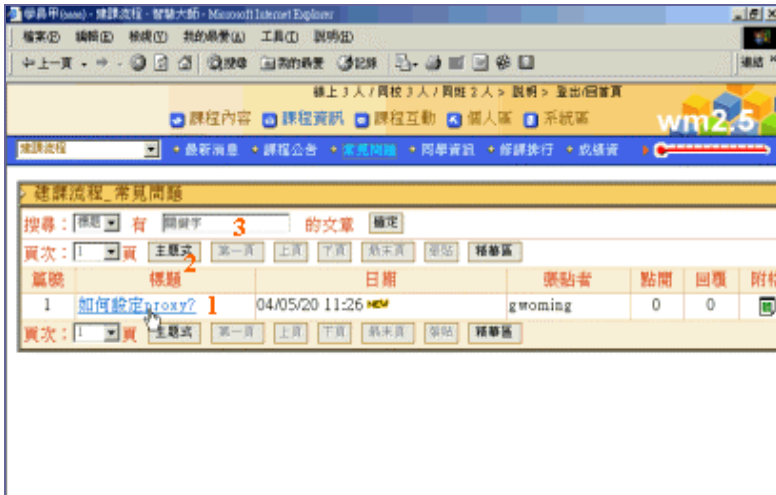 學員甲(sam) - 建課流程 - 智慧大師 - Microsoft Internet Explorer
檔案(F) 編輯(E) 檢視(V) 我的最愛(A) 工具(T) 說明(H)
上一頁 搜尋 我的最愛 記錄 連結
線上 3 人 / 同校 3 人 / 同班 2 人 > 說明 > 登出/回首頁
課程內容 課程資訊 課程互動 個人區 系統區 wm2.5
建課流程 最新消息 課程公告 常見問題 同學資訊 修課排行 成績資
建課流程_常見問題
搜尋: 標題 有 關鍵字 3 的文章 確定
頁次: 1 頁 主題式 第一頁 上頁 下頁 最末頁 張貼 精華區
2
篇號 標題 日期 張貼者 點閱 回覆 附檔
1 如何設定proxy? 1 04/05/20 11:26 NEW gwoming 0 0
頁次: 1 頁 主題式 第一頁 上頁 下頁 最末頁 張貼 精華區